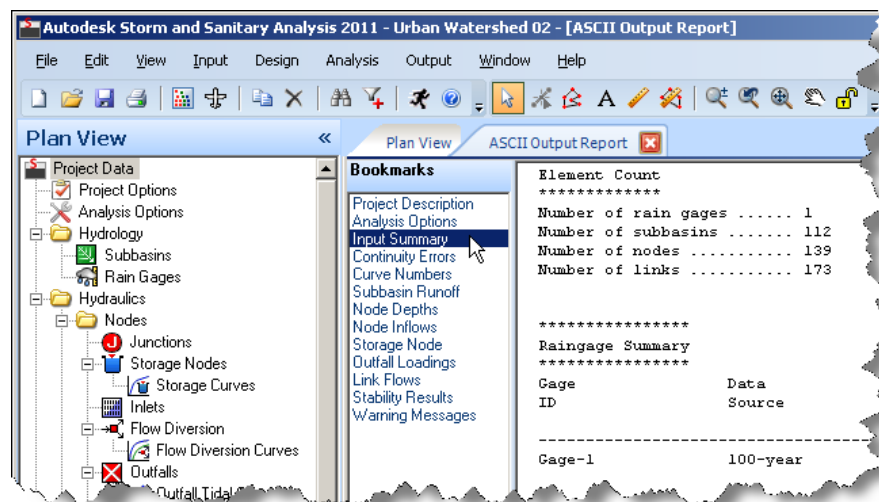 Autodesk Storm and Sanitary Analysis 2011 - Urban Watershed 02 - [ASCII Output Report]
File Edit View Input Design Analysis Output Window Help
Plan View «
Project Data
Project Options
Analysis Options
Hydrology
Subbasins
Rain Gages
Hydraulics
Nodes
Junctions
Storage Nodes
Storage Curves
Inlets
Flow Diversion
Flow Diversion Curves
Outfalls
Outfall Tidal
Plan View ASCII Output Report
Bookmarks
Project Description
Analysis Options
Input Summary
Continuity Errors
Curve Numbers
Subbasin Runoff
Node Depths
Node Inflows
Storage Node
Outfall Loadings
Link Flows
Stability Results
Warning Messages
Element Count
*************
Number of rain gages ...... 1
Number of subbasins ....... 112
Number of nodes ........... 139
Number of links ........... 173
****************
Raingage Summary
****************
Gage Data
ID Source
Gage-1 100-year